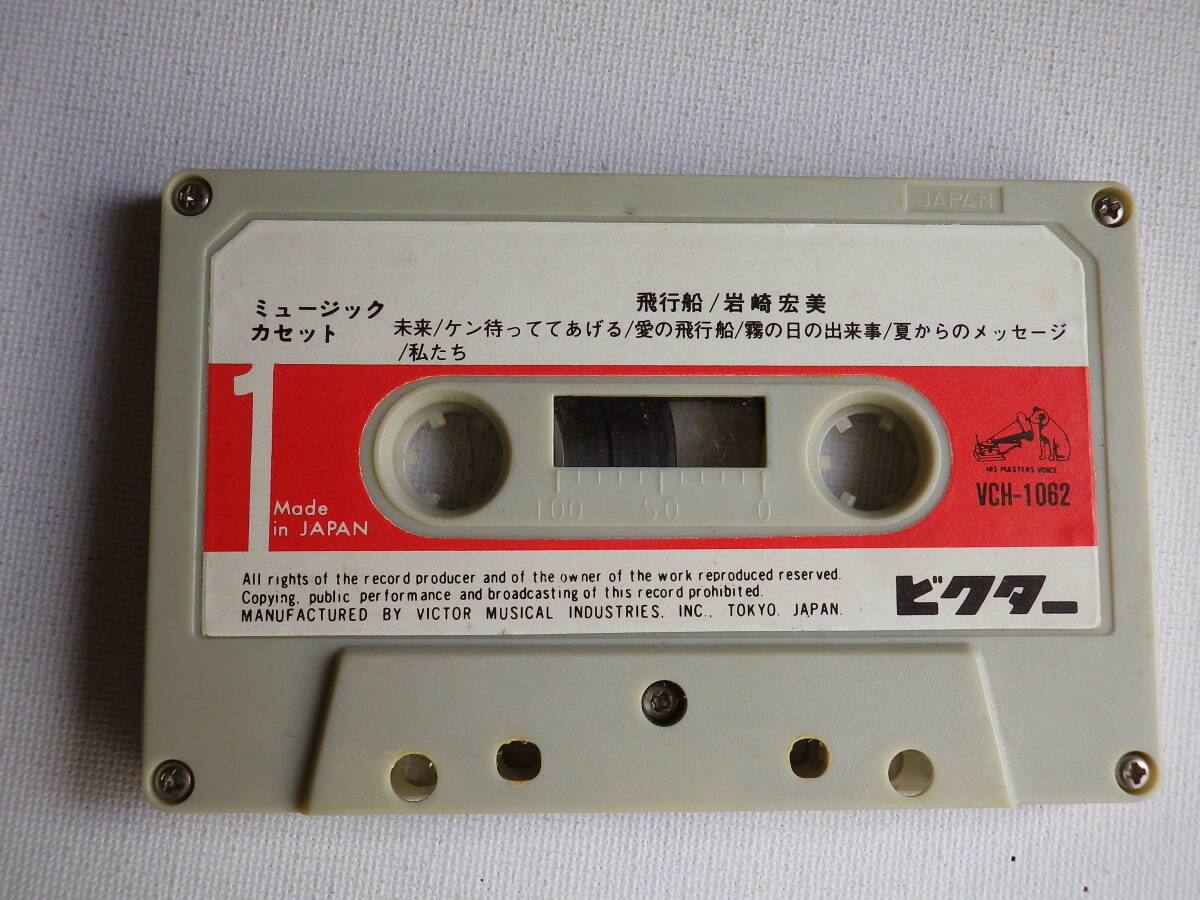 JAPAN
ミュージック
カセット
飛行船/岩崎宏美
未来/ケン待っててあげる/愛の飛行船/霧の日の出来事/夏からのメッセージ
/私たち
1
Made
in JAPAN
100 50 0
HIS MASTERS VOICE
VCH-1062
All rights of the record producer and of the owner of the work reproduced reserved.
Copying, public performance and broadcasting of this record prohibited.
MANUFACTURED BY VICTOR MUSICAL INDUSTRIES, INC., TOKYO, JAPAN.
ビクター